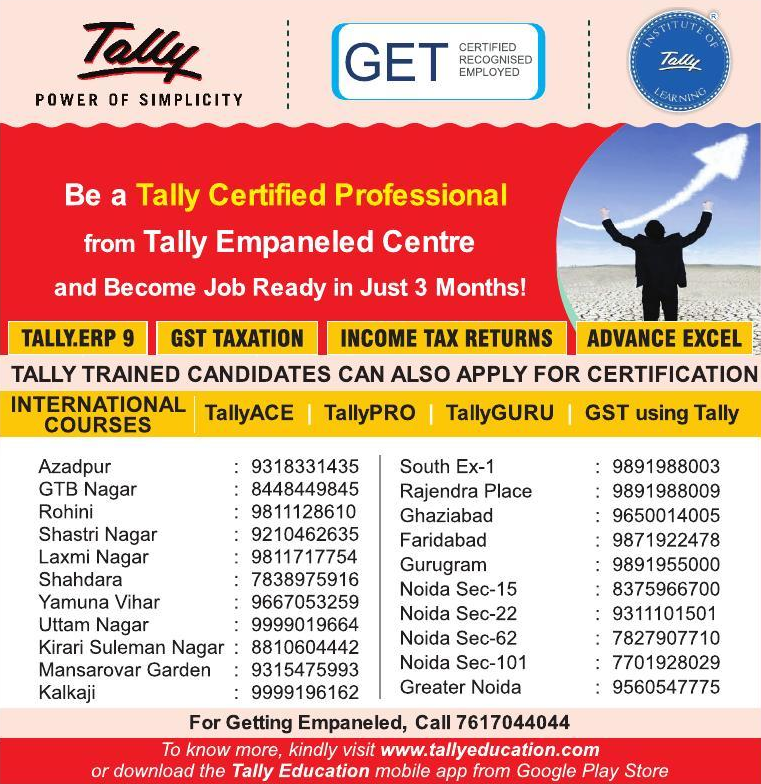 Tally
POWER OF SIMPLICITY
GET CERTIFIED
RECOGNISED
EMPLOYED
INSTITUTE OF
Tally
LEARNING
®
Be a Tally Certified Professional
from Tally Empaneled Centre
and Become Job Ready in Just 3 Months!
TALLY.ERP 9 GST TAXATION INCOME TAX RETURNS ADVANCE EXCEL
TALLY TRAINED CANDIDATES CAN ALSO APPLY FOR CERTIFICATION
INTERNATIONAL
COURSES
TallyACE | TallyPRO | TallyGURU | GST using Tally
Azadpur : 9318331435
GTB Nagar : 8448449845
Rohini : 9811128610
Shastri Nagar : 9210462635
Laxmi Nagar : 9811717754
Shahdara : 7838975916
Yamuna Vihar : 9667053259
Uttam Nagar : 9999019664
Kirari Suleman Nagar : 8810604442
Mansarovar Garden : 9315475993
Kalkaji : 9999196162
South Ex-1 : 9891988003
Rajendra Place : 9891988009
Ghaziabad : 9650014005
Faridabad : 9871922478
Gurugram : 9891955000
Noida Sec-15 : 8375966700
Noida Sec-22 : 9311101501
Noida Sec-62 : 7827907710
Noida Sec-101 : 7701928029
Greater Noida : 9560547775
For Getting Empaneled, Call 7617044044
To know more, kindly visit www.tallyeducation.com
or download the Tally Education mobile app from Google Play Store